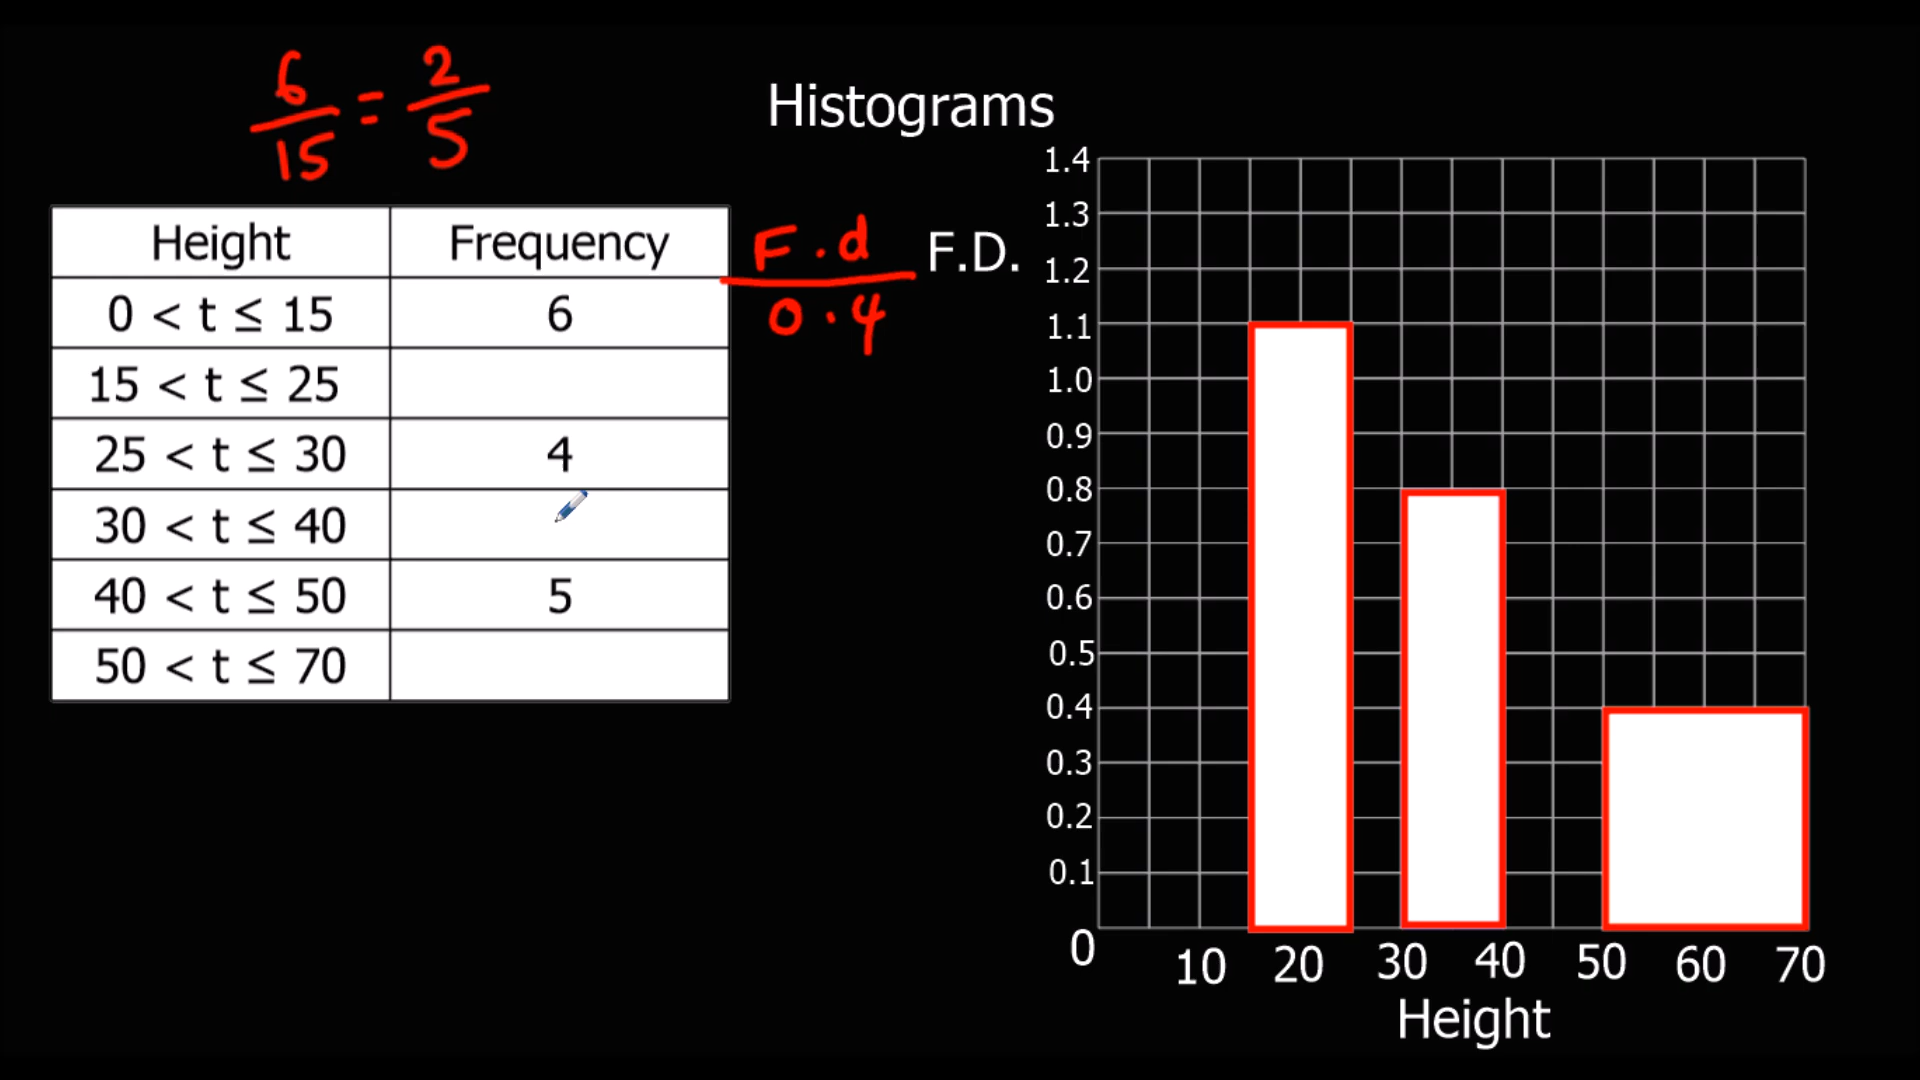 6/15 = 2/5
Histograms
Height Frequency F.d
0 < t ≤ 15 6 0.4
15 < t ≤ 25
25 < t ≤ 30 4
30 < t ≤ 40
40 < t ≤ 50 5
50 < t ≤ 70
F.D.
1.4
1.3
1.2
1.1
1.0
0.9
0.8
0.7
0.6
0.5
0.4
0.3
0.2
0.1
0 10 20 30 40 50 60 70
Height